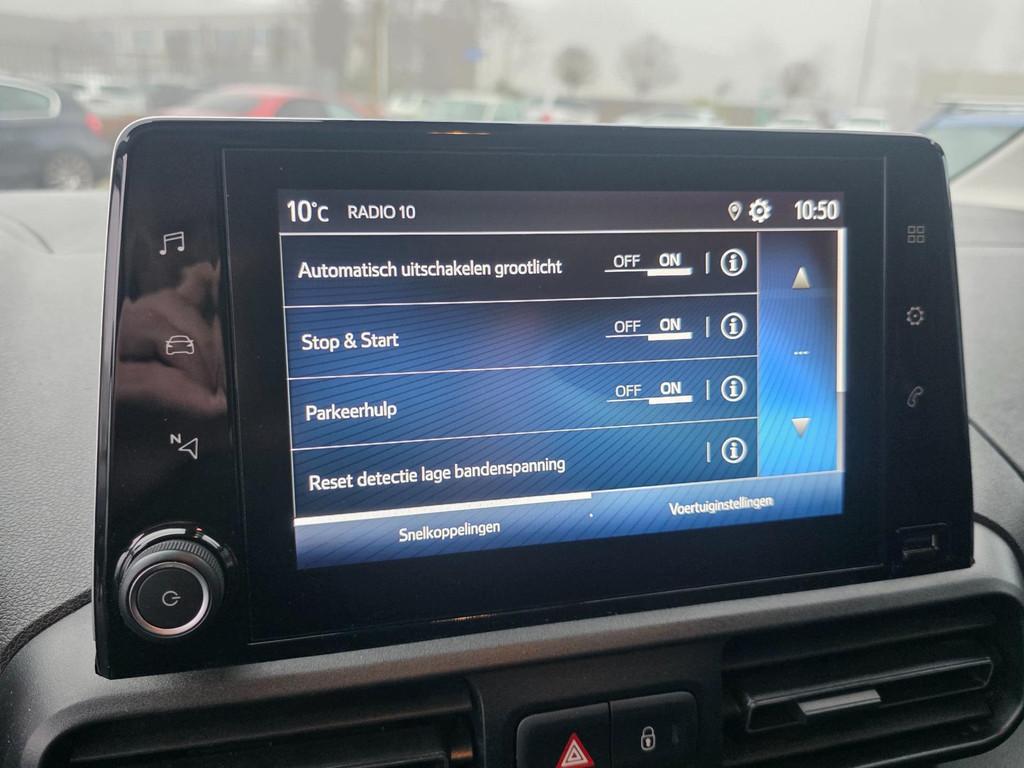 10°C RADIO 10 10:50
Automatisch uitschakelen grootlicht OFF ON
Stop & Start OFF ON
Parkeerhulp OFF ON
Reset detectie lage bandenspanning
Snelkoppelingen Voertuiginstellingen
N